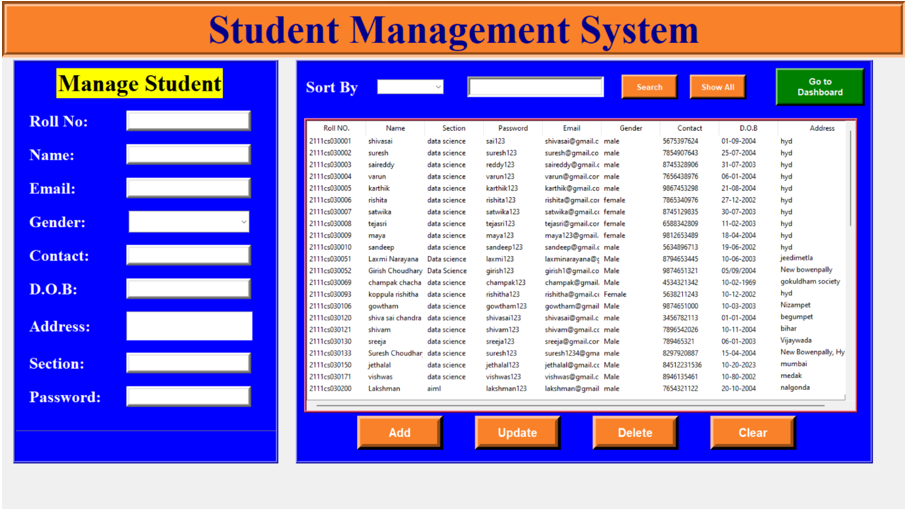 Student Management System
Manage Student
Roll No:
Name:
Email:
Gender:
Contact:
D.O.B:
Address:
Section:
Password:
Sort By Search Show All Go to Dashboard
Roll NO. Name Section Password Email Gender Contact D.O.B Address
2111cs030001 shivasai data science sai123 shivasai@gmail.c male 5675397624 01-09-2004 hyd
2111cs030002 suresh data science suresh123 suresh@gmail.co male 7854907643 25-07-2004 hyd
2111cs030003 saireddy data science reddy123 saireddy@gmail.c male 8745328906 31-07-2003 hyd
2111cs030004 varun data science varun123 varun@gmail.cor male 7656438976 06-01-2004 hyd
2111cs030005 karthik data science karthik123 karthik@gmail.co male 9867453298 21-08-2004 hyd
2111cs030006 rishita data science rishita123 rishita@gmail.cor female 7865340976 27-12-2002 hyd
2111cs030007 satwika data science satwika123 satwika@gmail.cc female 8745129835 30-07-2003 hyd
2111cs030008 tejasri data science tejasri123 tejasri@gmail.cor female 6588342809 11-02-2003 hyd
2111cs030009 maya data science maya123 maya123@gmail. female 9812653489 18-04-2004 hyd
2111cs030010 sandeep data science sandeep123 sandeep@gmail.c male 5634896713 19-06-2002 hyd
2111cs030051 Laxmi Narayana Data Science laxmi123 laxminarayana@g Male 8794653445 10-06-2003 jeedimetla
2111cs030052 Girish Choudhary Data Science girish123 girish1@gmail.co Male 9874651321 05/09/2004 New bowenpally
2111cs030069 champak chacha data science champak123 champak@gmail. Male 4534321342 10-02-1969 gokuldham society
2111cs030093 koppula rishitha data science rishitha123 rishitha@gmail.cc Female 5638211243 10-12-2002 hyd
2111cs030106 gowtham data science gowtham123 gowtham@gmail Male 9874651000 10-03-2003 Nizampet
2111cs030120 shiva sai chandra data science shivasai123 shivasai@gmail.c male 3456782113 01-01-2004 begumpet
2111cs030121 shivam data science shivam123 shivam@gmail.cc male 7896542026 10-11-2004 bihar
2111cs030130 sreeja data science sreeja123 sreeja@gmail.cor Male 789465321 06-01-2003 Vijaywada
2111cs030133 Suresh Choudhar data science suresh123 suresh1234@gma male 8297920887 15-04-2004 New Bowenpally, Hy
2111cs030150 jethalal data science jethalal123 jethalal@gmail.cc Male 84512231536 10-20-2023 mumbai
2111cs030171 vishwas data science vishwas123 vishwas@gmail.c Male 8946135461 10-80-2002 medak
2111cs030200 Lakshman aiml lakshman123 lakshman@gmail male 7654321122 20-10-2004 nalgonda
Add Update Delete Clear